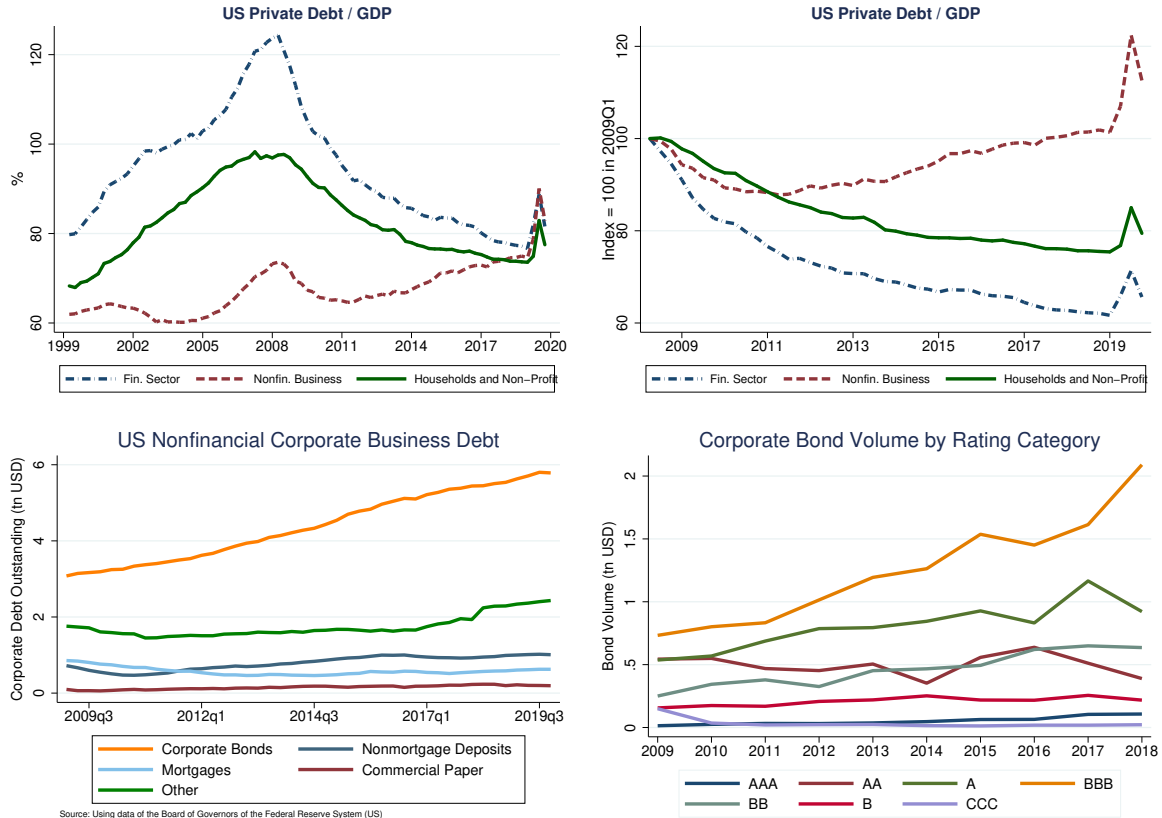 US Private Debt / GDP
%
120
100
80
60
1999 2002 2005 2008 2011 2014 2017 2020
Fin. Sector Nonfin. Business Households and Non−Profit
US Private Debt / GDP
Index = 100 in 2009Q1
120
100
80
60
2009 2011 2013 2015 2017 2019
Fin. Sector Nonfin. Business Households and Non−Profit
US Nonfinancial Corporate Business Debt
Corporate Debt Outstanding (tn USD)
6
4
2
0
2009q3 2012q1 2014q3 2017q1 2019q3
Corporate Bonds Nonmortgage Deposits
Mortgages Commercial Paper
Other
Source: Using data of the Board of Governors of the Federal Reserve System (US)
Corporate Bond Volume by Rating Category
Bond Volume (tn USD)
2
1.5
1
.5
0
2009 2010 2011 2012 2013 2014 2015 2016 2017 2018
AAA AA A BBB
BB B CCC